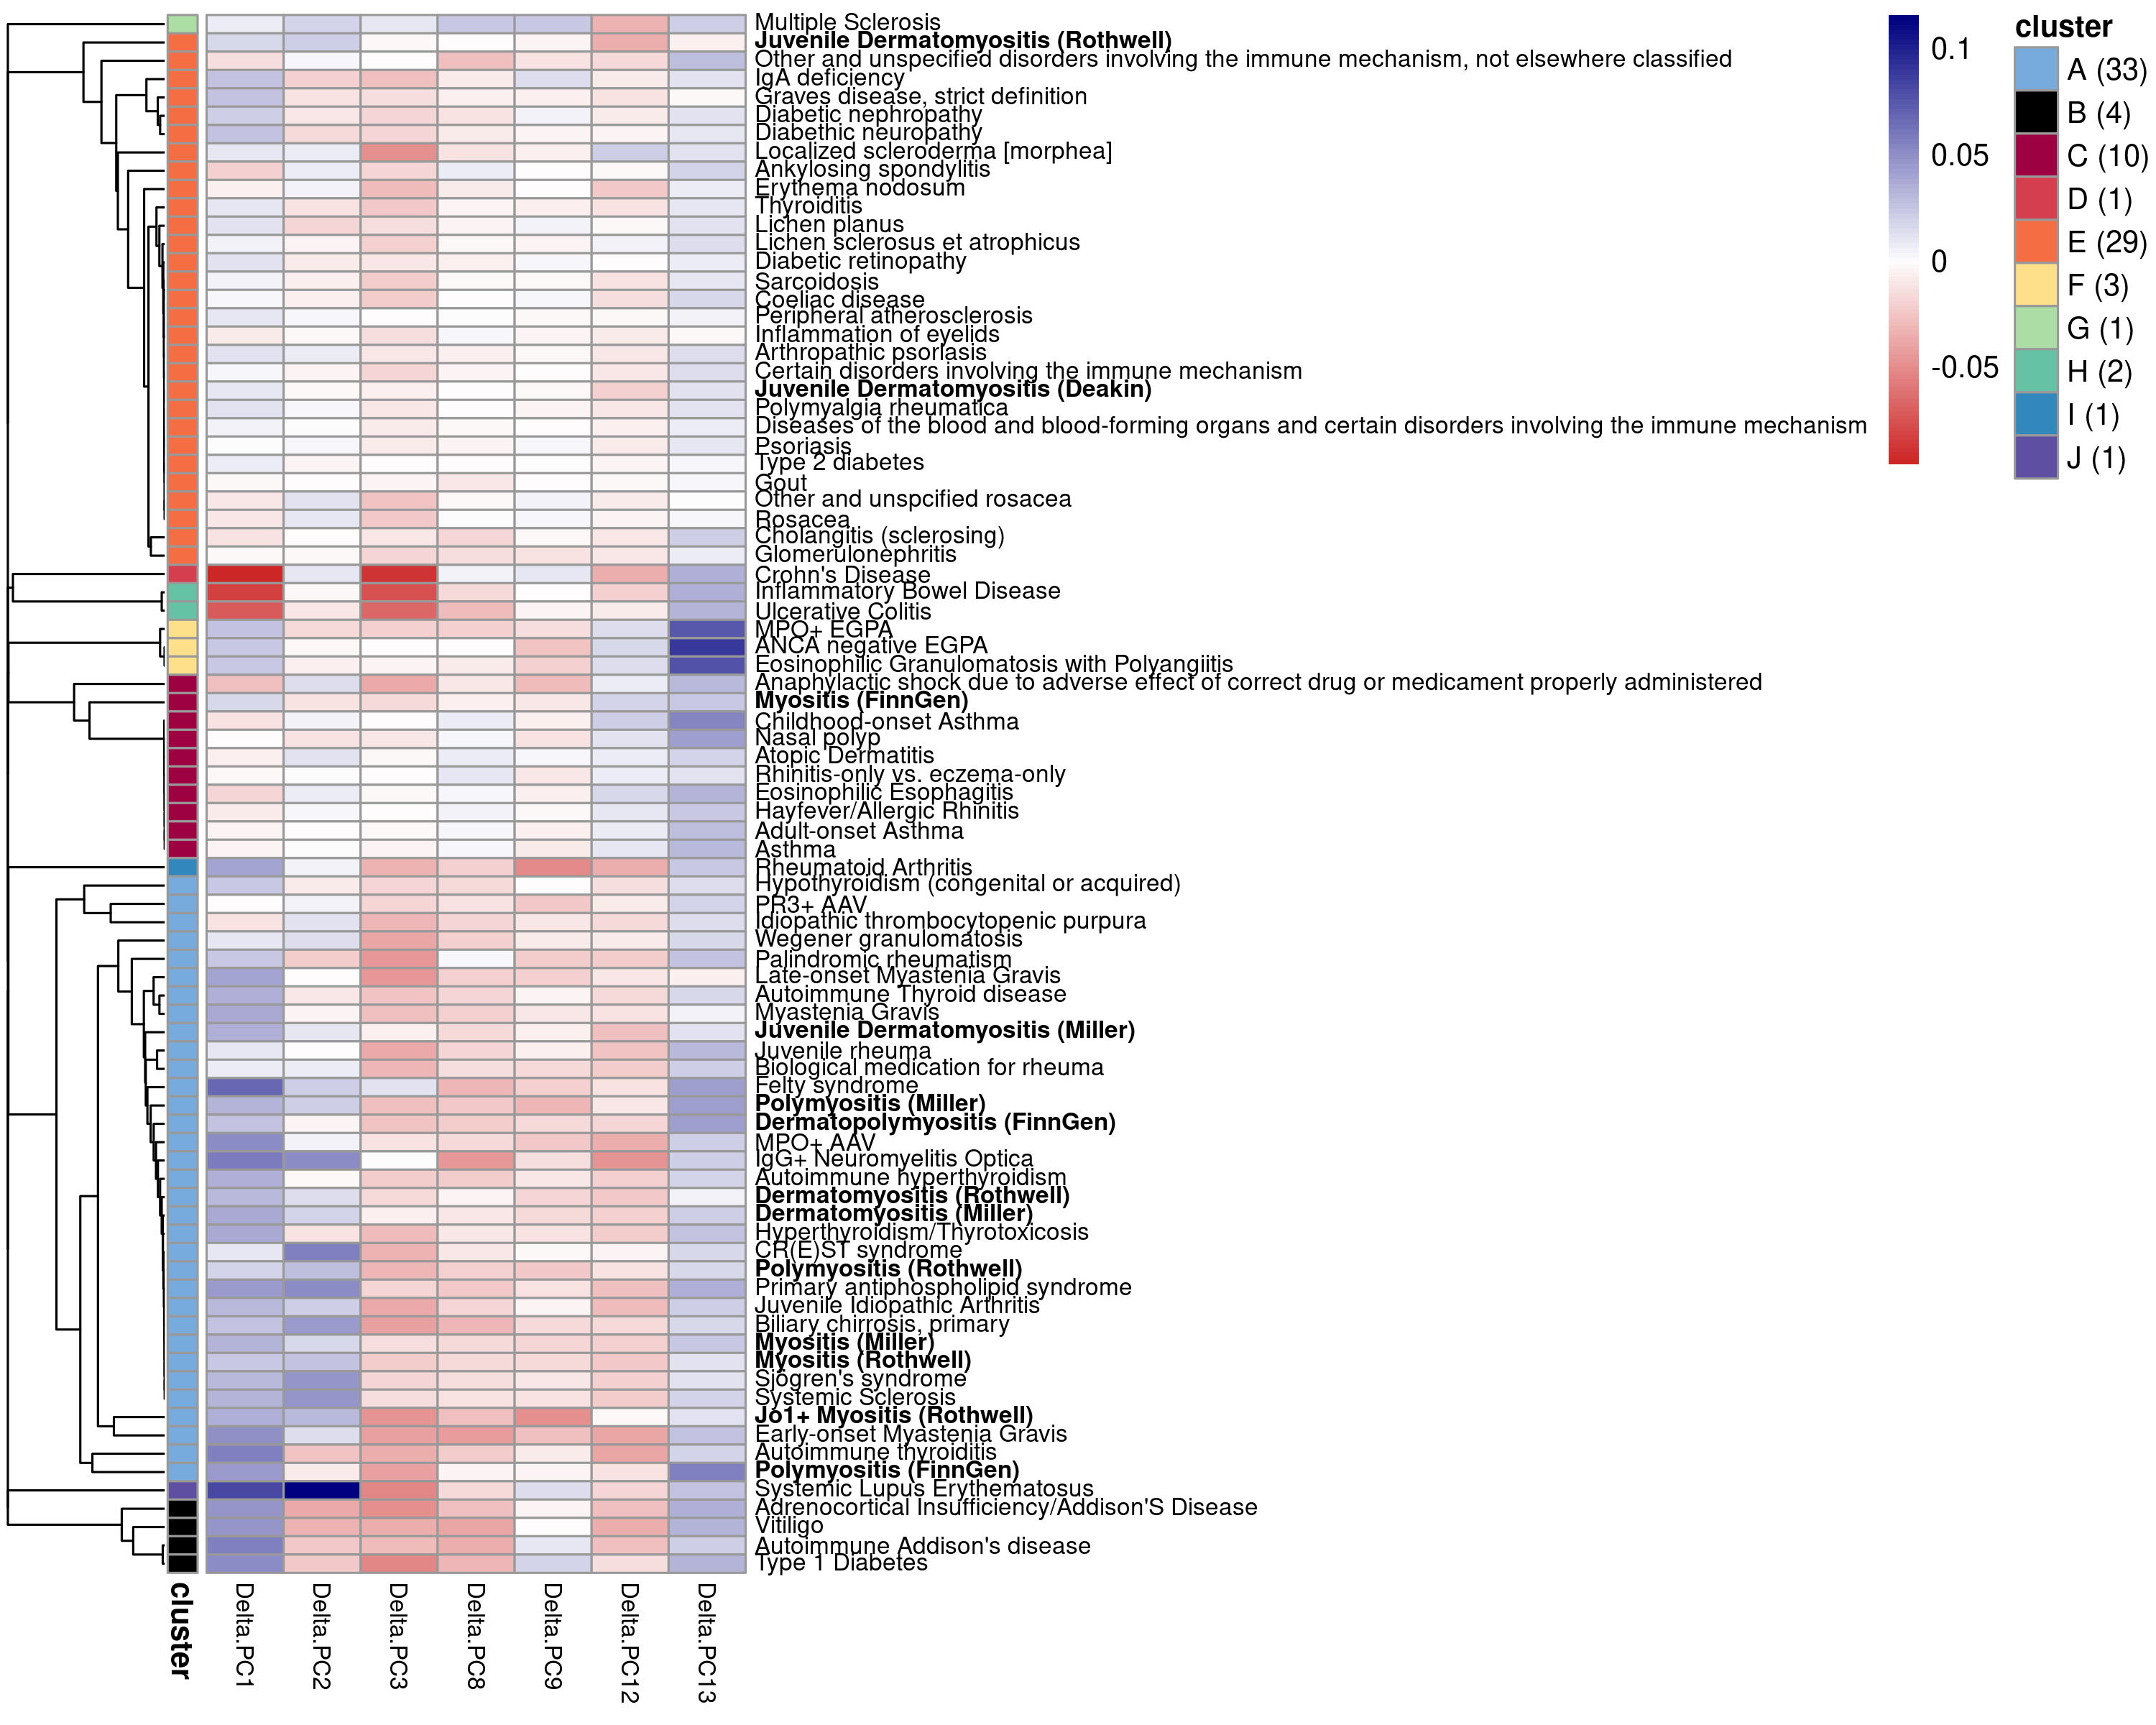 Multiple Sclerosis
Juvenile Dermatomyositis (Rothwell)
Other and unspecified disorders involving the immune mechanism, not elsewhere classified
IgA deficiency
Graves disease, strict definition
Diabetic nephropathy
Diabethic neuropathy
Localized scleroderma [morphea]
Ankylosing spondylitis
Erythema nodosum
Thyroiditis
Lichen planus
Lichen sclerosus et atrophicus
Diabetic retinopathy
Sarcoidosis
Coeliac disease
Peripheral atherosclerosis
Inflammation of eyelids
Arthropathic psoriasis
Certain disorders involving the immune mechanism
Juvenile Dermatomyositis (Deakin)
Polymyalgia rheumatica
Diseases of the blood and blood-forming organs and certain disorders involving the immune mechanism
Psoriasis
Type 2 diabetes
Gout
Other and unspcified rosacea
Rosacea
Cholangitis (sclerosing)
Glomerulonephritis
Crohn's Disease
Inflammatory Bowel Disease
Ulcerative Colitis
MPO+ EGPA
ANCA negative EGPA
Eosinophilic Granulomatosis with Polyangiitis
Anaphylactic shock due to adverse effect of correct drug or medicament properly administered
Myositis (FinnGen)
Childhood-onset Asthma
Nasal polyp
Atopic Dermatitis
Rhinitis-only vs. eczema-only
Eosinophilic Esophagitis
Hayfever/Allergic Rhinitis
Adult-onset Asthma
Asthma
Rheumatoid Arthritis
Hypothyroidism (congenital or acquired)
PR3+ AAV
Idiopathic thrombocytopenic purpura
Wegener granulomatosis
Palindromic rheumatism
Late-onset Myastenia Gravis
Autoimmune Thyroid disease
Myastenia Gravis
Juvenile Dermatomyositis (Miller)
Juvenile rheuma
Biological medication for rheuma
Felty syndrome
Polymyositis (Miller)
Dermatopolymyositis (FinnGen)
MPO+ AAV
IgG+ Neuromyelitis Optica
Autoimmune hyperthyroidism
Dermatomyositis (Rothwell)
Dermatomyositis (Miller)
Hyperthyroidism/Thyrotoxicosis
CR(E)ST syndrome
Polymyositis (Rothwell)
Primary antiphospholipid syndrome
Juvenile Idiopathic Arthritis
Biliary chirrosis, primary
Myositis (Miller)
Myositis (Rothwell)
Sjögren's syndrome
Systemic Sclerosis
Jo1+ Myositis (Rothwell)
Early-onset Myastenia Gravis
Autoimmune thyroiditis
Polymyositis (FinnGen)
Systemic Lupus Erythematosus
Adrenocortical Insufficiency/Addison'S Disease
Vitiligo
Autoimmune Addison's disease
Type 1 Diabetes
cluster
Delta.PC1
Delta.PC2
Delta.PC3
Delta.PC8
Delta.PC9
Delta.PC12
Delta.PC13
0.1
0.05
0
-0.05
cluster
A (33)
B (4)
C (10)
D (1)
E (29)
F (3)
G (1)
H (2)
I (1)
J (1)